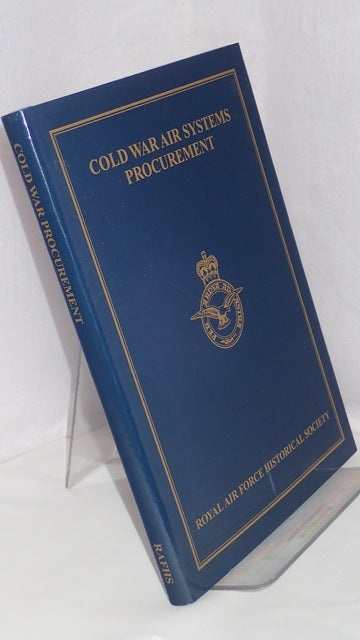 COLD WAR AIR SYSTEMS
PROCUREMENT
ROYAL AIR FORCE HISTORICAL SOCIETY
COLD WAR PROCUREMENT
RAFHS